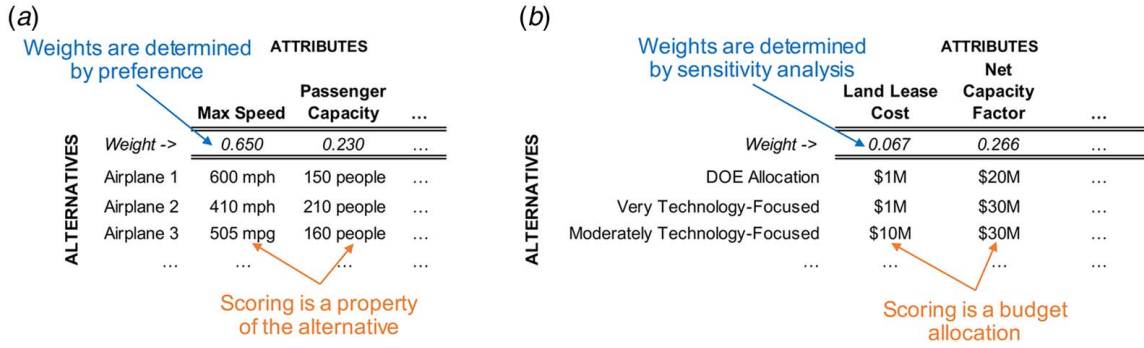 (a)
ATTRIBUTES
Weights are determined
by preference
Passenger
Max Speed Capacity ...
Weight -> 0.650 0.230 ...
ALTERNATIVES
Airplane 1 600 mph 150 people ...
Airplane 2 410 mph 210 people ...
Airplane 3 505 mpg 160 people ...
... ... ... ...
Scoring is a property
of the alternative
(b)
ATTRIBUTES
Weights are determined
by sensitivity analysis
Net
Land Lease Capacity
Cost Factor ...
Weight -> 0.067 0.266 ...
ALTERNATIVES
DOE Allocation $1M $20M ...
Very Technology-Focused $1M $30M ...
Moderately Technology-Focused $10M $30M ...
... ... ... ...
Scoring is a budget
allocation